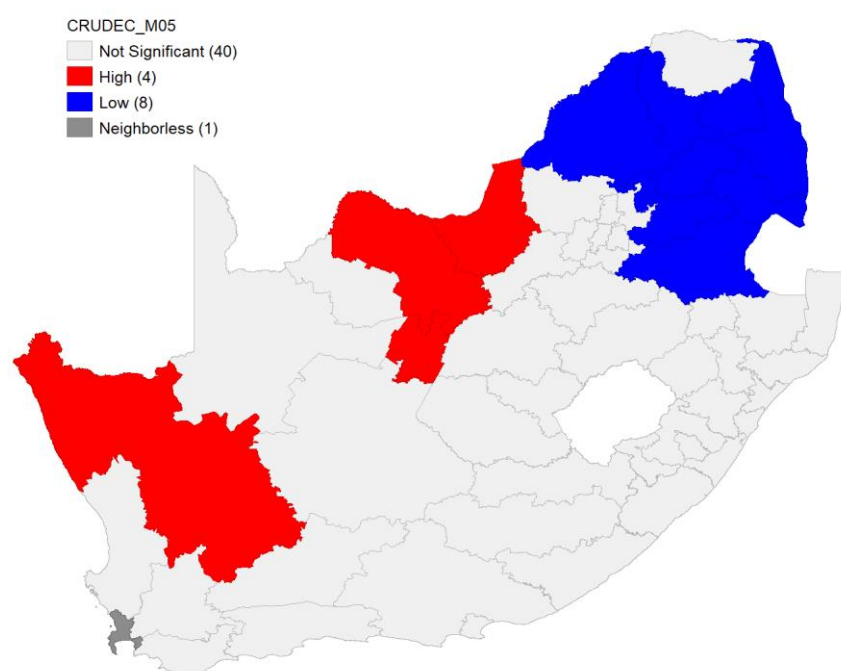 CRUDEC_M05
Not Significant (40)
High (4)
Low (8)
Neighborless (1)